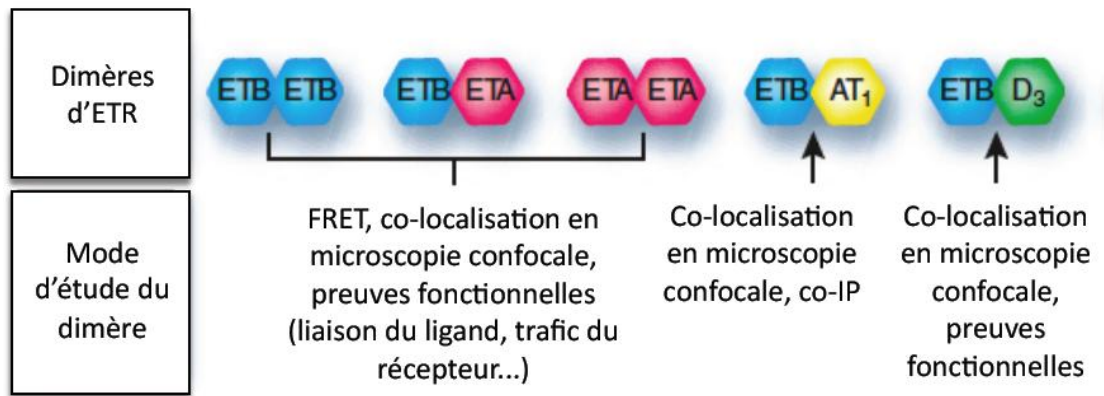 Dimères
d'ETR
ETB ETB
ETB ETA
ETA ETA
ETB AT₁
ETB D₃
Mode
d'étude du
dimère
FRET, co-localisation en
microscopie confocale,
preuves fonctionnelles
(liaison du ligand, trafic du
récepteur...)
Co-localisation
en microscopie
confocale, co-IP
Co-localisation
en microscopie
confocale,
preuves
fonctionnelles